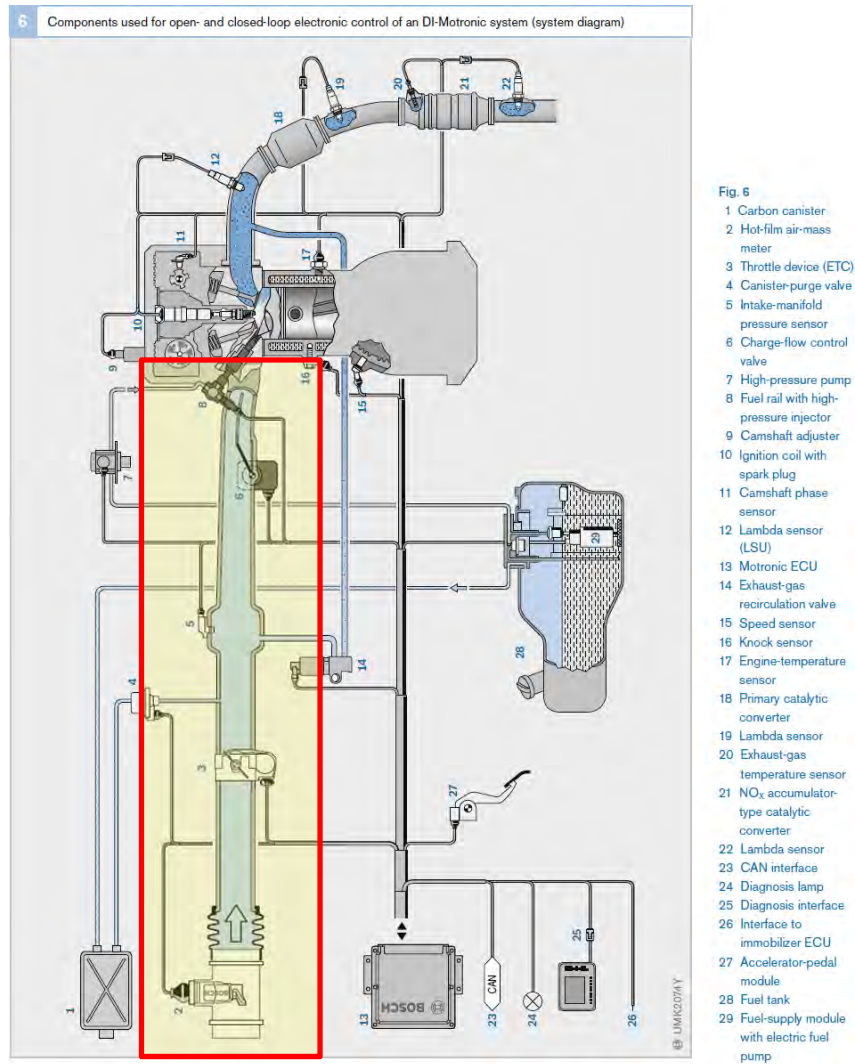 6 Components used for open- and closed-loop electronic control of an DI-Motronic system (system diagram)
19
20
21
22
18
12
11
17
10
9
16
8
15
7
6
29
5
14
28
4
3
27
25
1
2
BOSCH
13
BOSCH
CAN
23
24
26
UMK2074Y
Fig. 6
1 Carbon canister
2 Hot-film air-mass
meter
3 Throttle device (ETC)
4 Canister-purge valve
5 Intake-manifold
pressure sensor
6 Charge-flow control
valve
7 High-pressure pump
8 Fuel rail with high-
pressure injector
9 Camshaft adjuster
10 Ignition coil with
spark plug
11 Camshaft phase
sensor
12 Lambda sensor
(LSU)
13 Motronic ECU
14 Exhaust-gas
recirculation valve
15 Speed sensor
16 Knock sensor
17 Engine-temperature
sensor
18 Primary catalytic
converter
19 Lambda sensor
20 Exhaust-gas
temperature sensor
21 NOx accumulator-
type catalytic
converter
22 Lambda sensor
23 CAN interface
24 Diagnosis lamp
25 Diagnosis interface
26 Interface to
immobilizer ECU
27 Accelerator-pedal
module
28 Fuel tank
29 Fuel-supply module
with electric fuel
pump